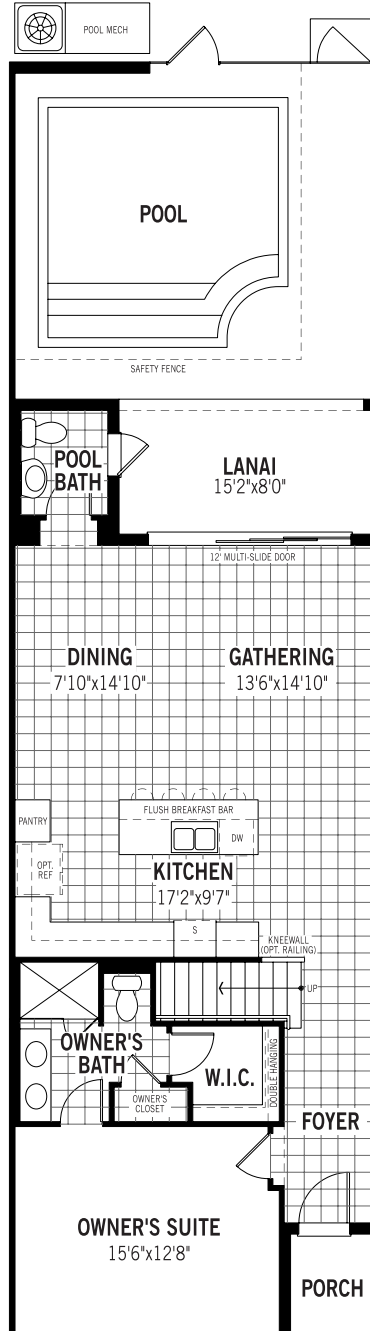 POOL MECH
POOL
SAFETY FENCE
POOL
BATH
LANAI
15'2"x8'0"
12' MULTI-SLIDE DOOR
DINING
7'10"x14'10"
GATHERING
13'6"x14'10"
PANTRY
FLUSH BREAKFAST BAR
DW
OPT.
REF
KITCHEN
17'2"x9'7"
S
KNEEWALL
(OPT. RAILING)
UP
OWNER'S
BATH
W.I.C.
DOUBLE HANGING
OWNER'S
CLOSET
FOYER
OWNER'S SUITE
15'6"x12'8"
PORCH